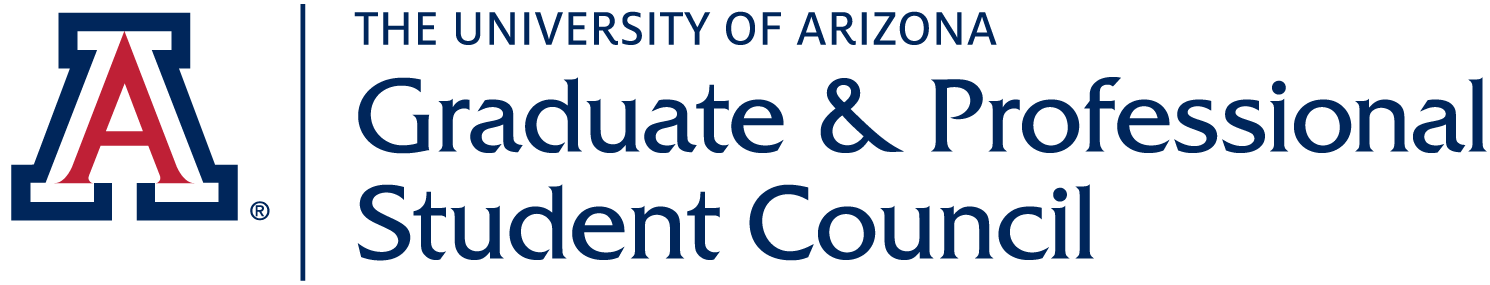 A®
THE UNIVERSITY OF ARIZONA
Graduate & Professional
Student Council